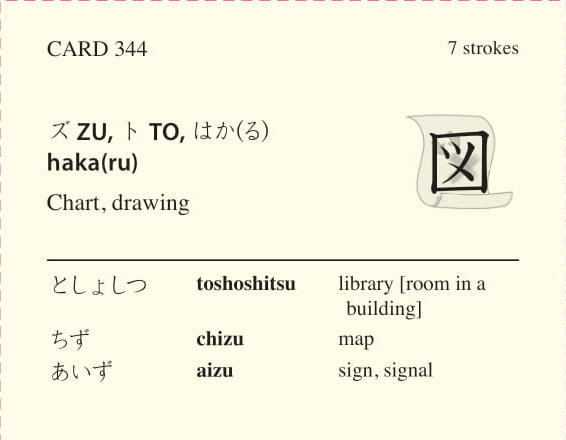 CARD 344 7 strokes
ズ ZU, ト TO, はか(る)
haka(ru)
図
Chart, drawing
としょしつ toshoshitsu library [room in a
building]
ちず chizu map
あいず aizu sign, signal